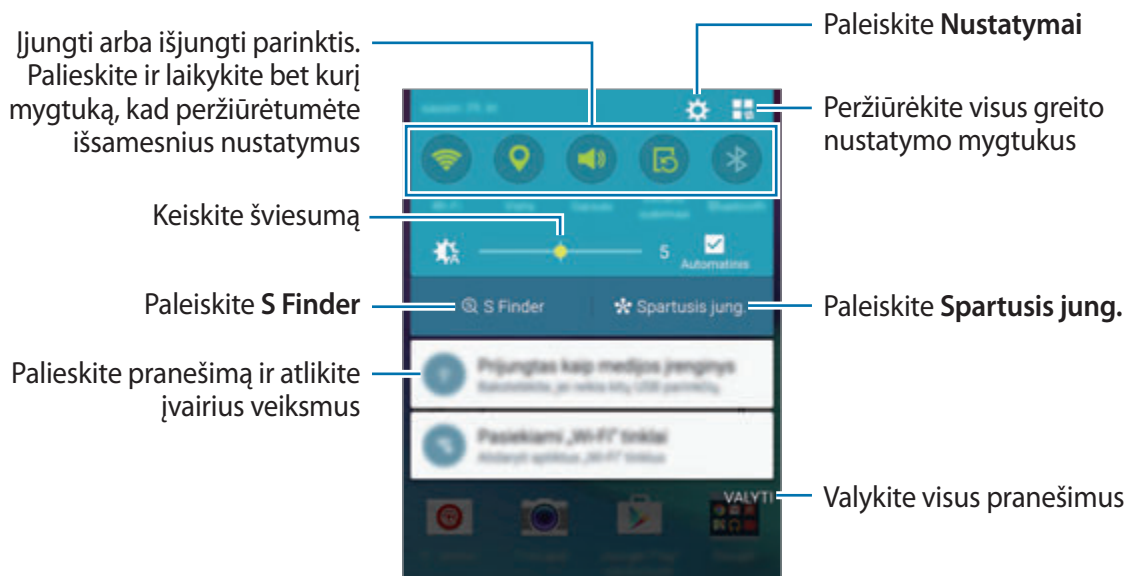 Įjungti arba išjungti parinktis.
Palieskite ir laikykite bet kurį
mygtuką, kad peržiūrėtumėte
išsamesnius nustatymus
Keiskite šviesumą
Paleiskite S Finder
Palieskite pranešimą ir atlikite
įvairius veiksmus
Paleiskite Nustatymai
Peržiūrėkite visus greito
nustatymo mygtukus
Paleiskite Spartusis jung.
Valykite visus pranešimus
5
Automatinis
S Finder
Spartusis jung.
Prijungtas kaip medijos įrenginys
Pasiekiami „Wi-Fi“ tinklai
VALYTI